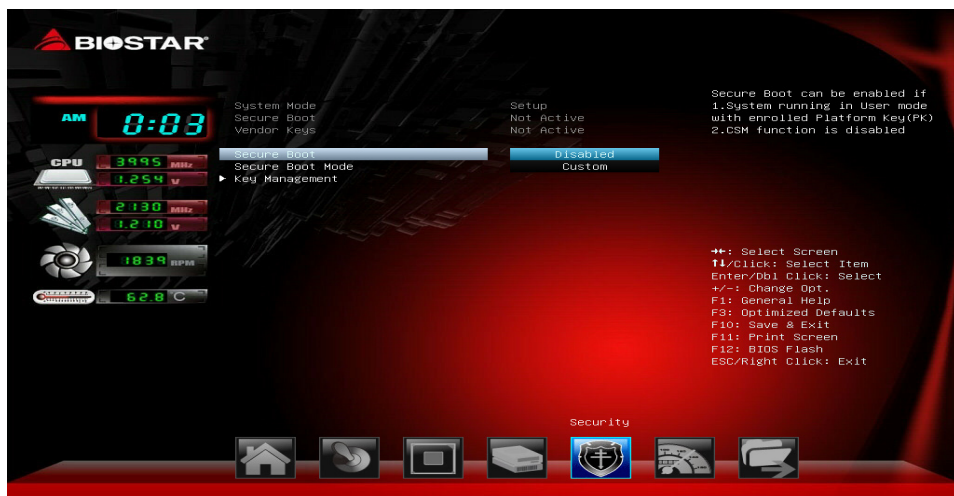 BIOSTAR
AM 0:03
CPU 3995 MHz
1.254 V
2130 MHz
1.210 V
1839 RPM
62.8 °C
System Mode Setup
Secure Boot Not Active
Vendor Keys Not Active
Secure Boot Disabled
Secure Boot Mode Custom
▶ Key Management
Secure Boot can be enabled if
1.System running in User mode
with enrolled Platform Key(PK)
2.CSM function is disabled
→←: Select Screen
↑↓/Click: Select Item
Enter/Dbl Click: Select
+/-: Change Opt.
F1: General Help
F3: Optimized Defaults
F10: Save & Exit
F11: Print Screen
F12: BIOS Flash
ESC/Right Click: Exit
Security